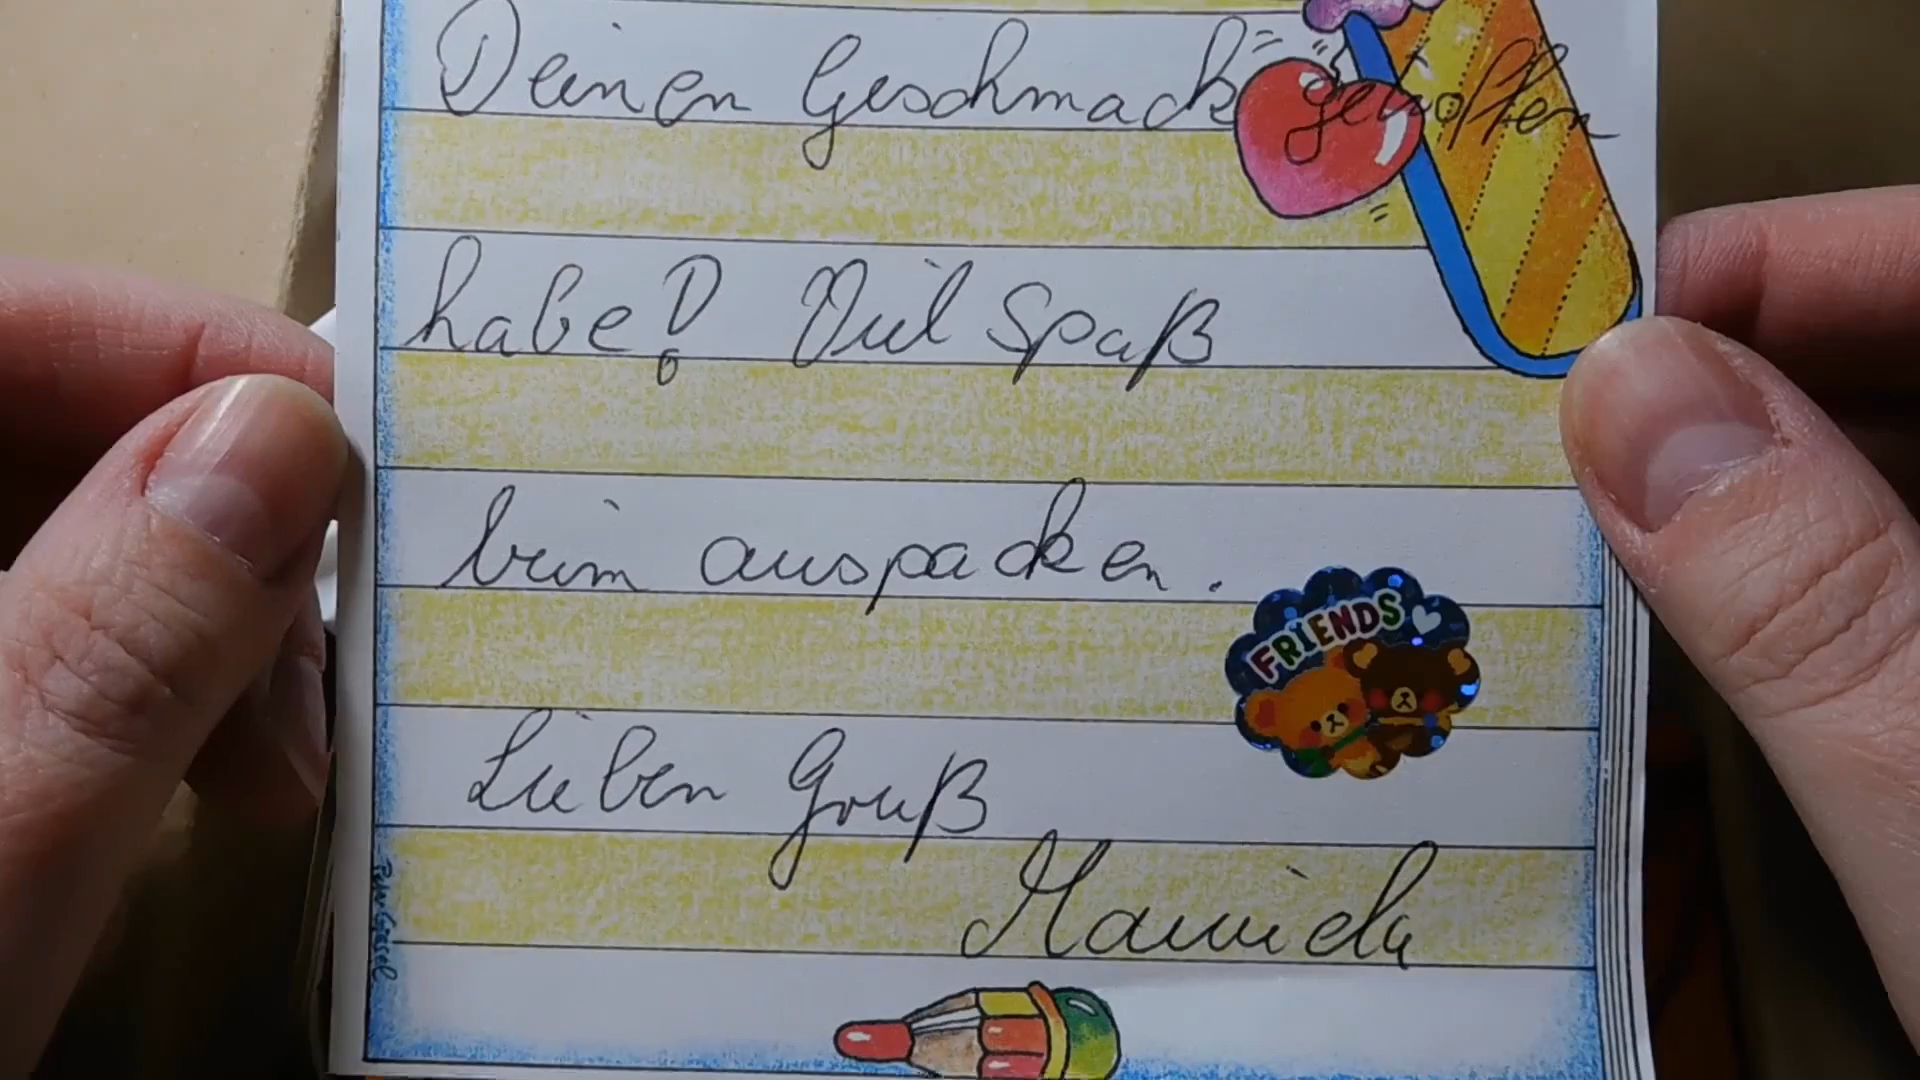 Deinen Geschmack getroffen
habe! Viel Spaß
beim auspacken.
FRIENDS
Lieben Gruß
Manuela